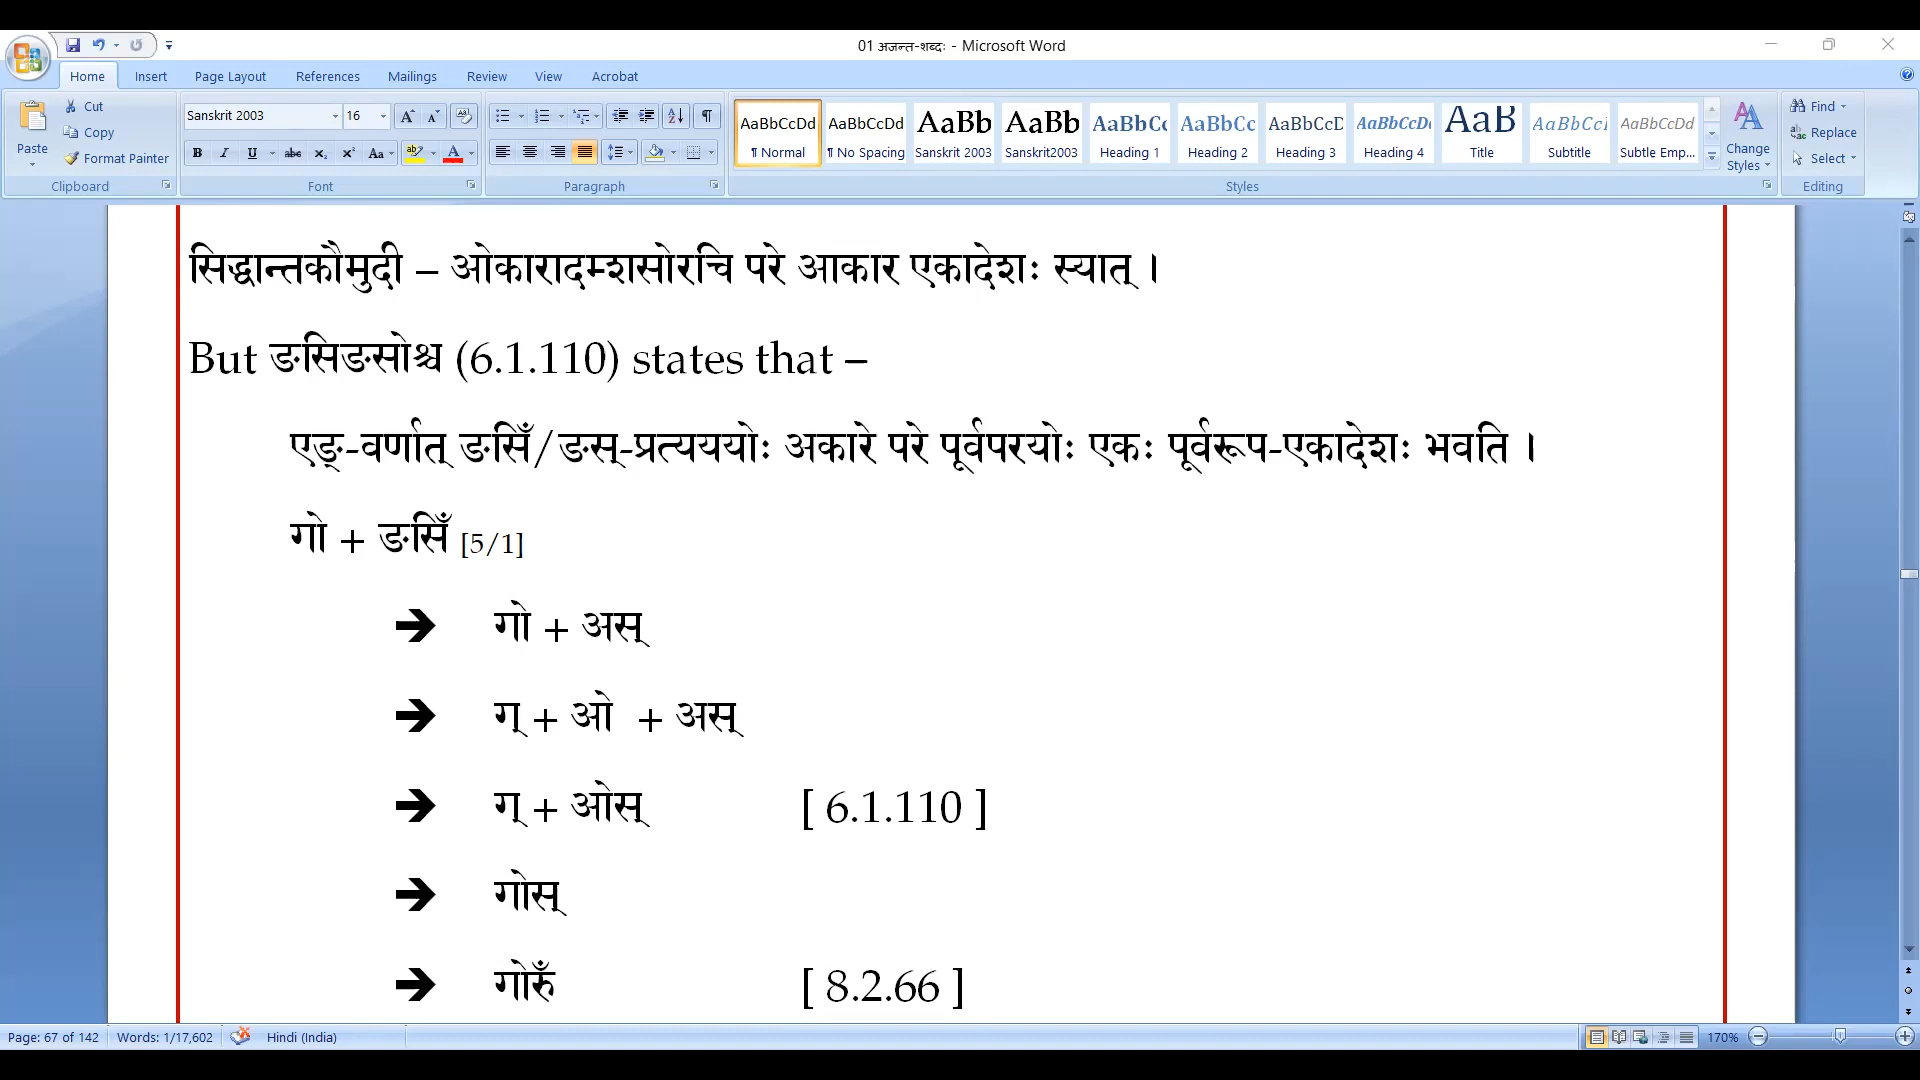 01 अजन्त-शब्दः - Microsoft Word
Home Insert Page Layout References Mailings Review View Acrobat
Paste Cut Copy Format Painter
Sanskrit 2003 16
AaBbCcDd AaBbCcDd AaBb AaBb AaBbCc AaBbCc AaBbCcD AaBbCcDd AaB AaBbCcl AaBbCcDd
¶ Normal ¶ No Spacing Sanskrit 2003 Sanskrit2003 Heading 1 Heading 2 Heading 3 Heading 4 Title Subtitle Subtle Emp...
Change Styles
Find Replace Select
Clipboard Font Paragraph Styles Editing
सिद्धान्तकौमुदी – ओकारादम्शसोरचि परे आकार एकादेशः स्यात् ।
But ङसिङसोश्च (6.1.110) states that –
एङ्-वर्णात् ङसिँ/ङस्-प्रत्यययोः अकारे परे पूर्वपरयोः एकः पूर्वरूप-एकादेशः भवति ।
गो + ङसिँ [5/1]
➔ गो + अस्
➔ ग् + ओ + अस्
➔ ग् + ओस् [ 6.1.110 ]
➔ गोस्
➔ गोरुँ [ 8.2.66 ]
Page: 67 of 142 Words: 1/17,602 Hindi (India) 170%